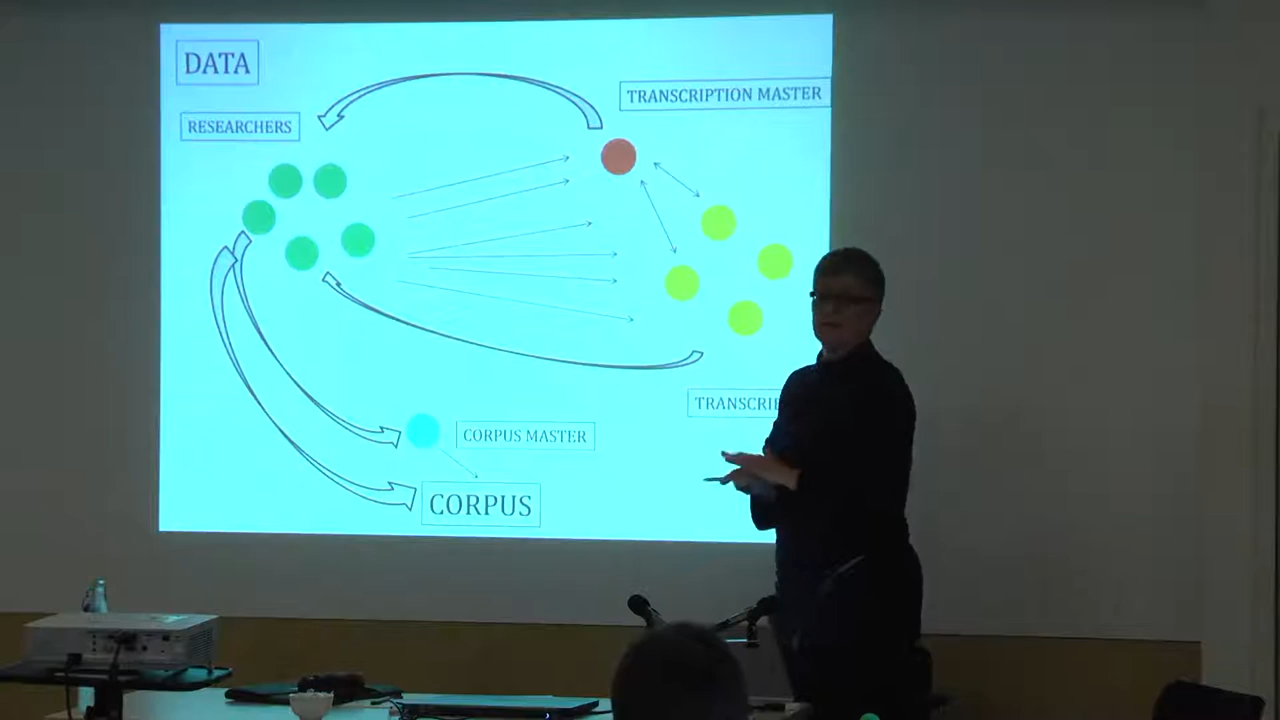 DATA
TRANSCRIPTION MASTER
RESEARCHERS
CORPUS MASTER
CORPUS